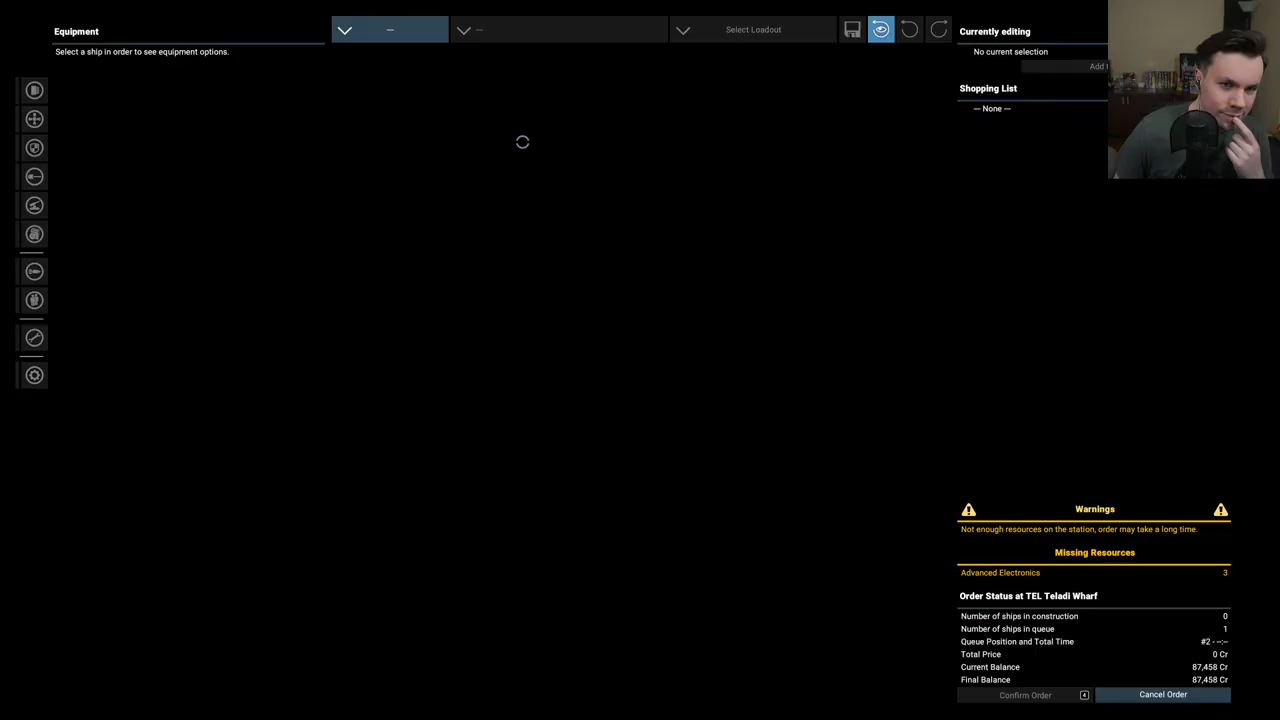 Equipment
Select a ship in order to see equipment options.
–
–
Select Loadout
Currently editing
No current selection
Add t
Shopping List
— None —
Warnings
Not enough resources on the station, order may take a long time.
Missing Resources
Advanced Electronics 3
Order Status at TEL Teladi Wharf
Number of ships in construction 0
Number of ships in queue 1
Queue Position and Total Time #2 - --:--
Total Price 0 Cr
Current Balance 87,458 Cr
Final Balance 87,458 Cr
Confirm Order 4
Cancel Order